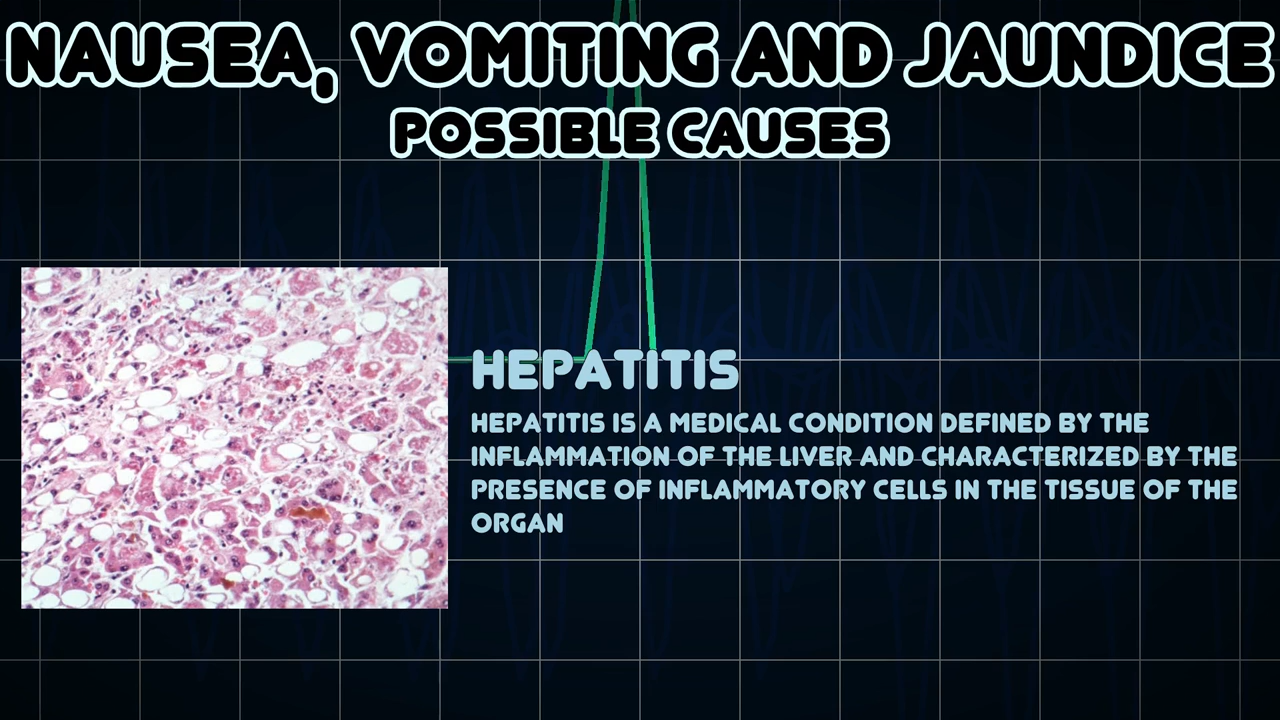 NAUSEA, VOMITING AND JAUNDICE
POSSIBLE CAUSES
HEPATITIS
HEPATITIS IS A MEDICAL CONDITION DEFINED BY THE
INFLAMMATION OF THE LIVER AND CHARACTERIZED BY THE
PRESENCE OF INFLAMMATORY CELLS IN THE TISSUE OF THE
ORGAN